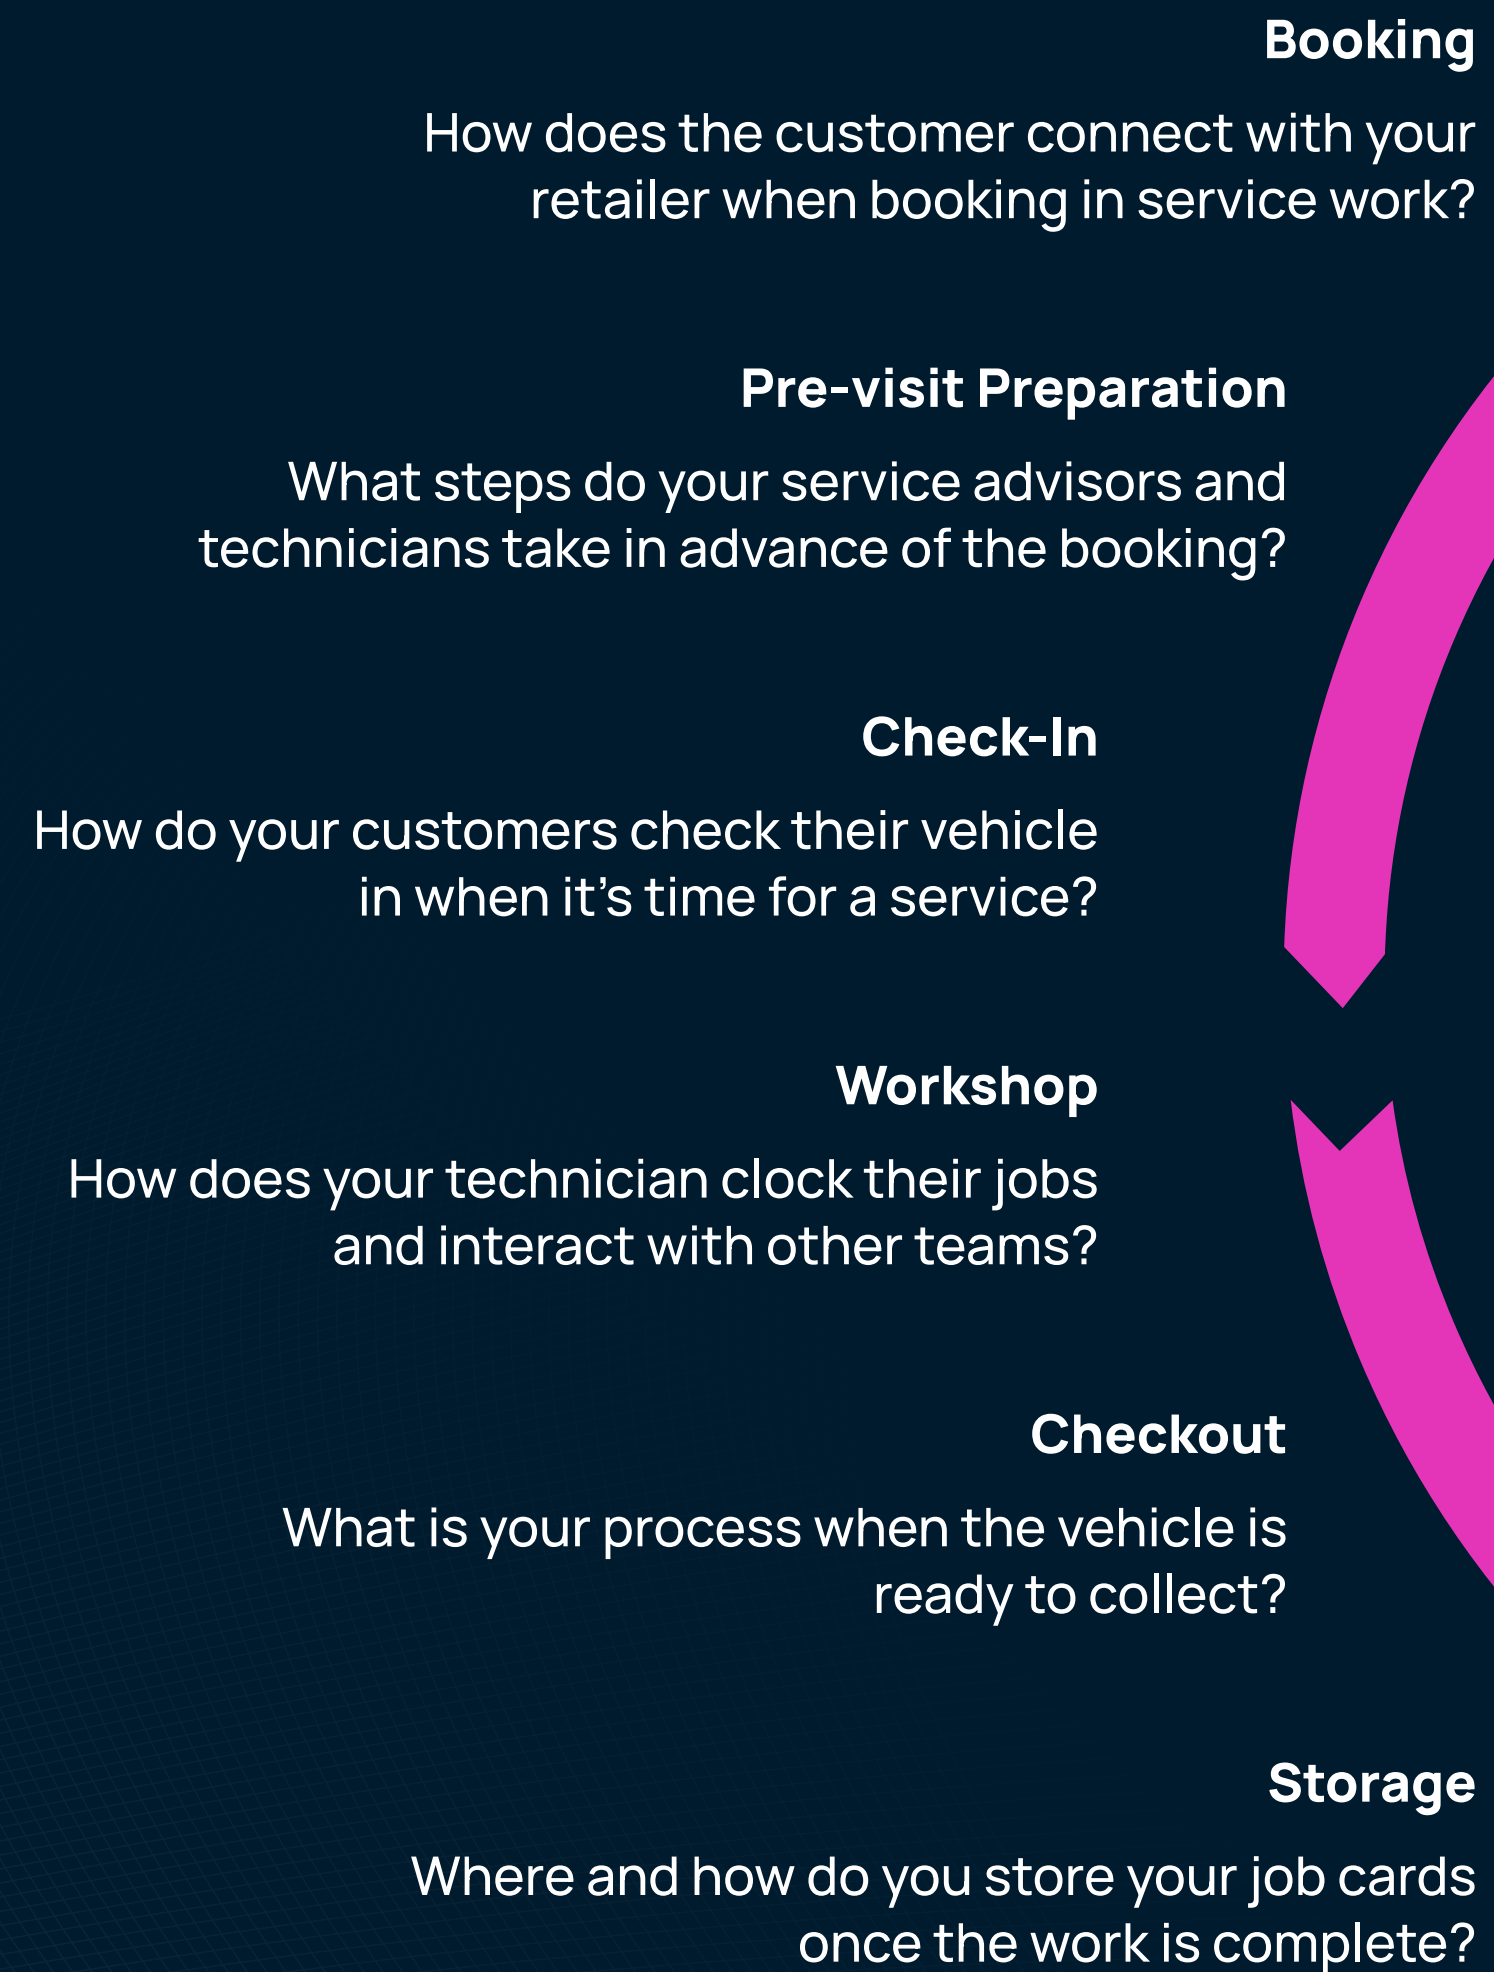 Booking
How does the customer connect with your
retailer when booking in service work?
Pre-visit Preparation
What steps do your service advisors and
technicians take in advance of the booking?
Check-In
How do your customers check their vehicle
in when it’s time for a service?
Workshop
How does your technician clock their jobs
and interact with other teams?
Checkout
What is your process when the vehicle is
ready to collect?
Storage
Where and how do you store your job cards
once the work is complete?